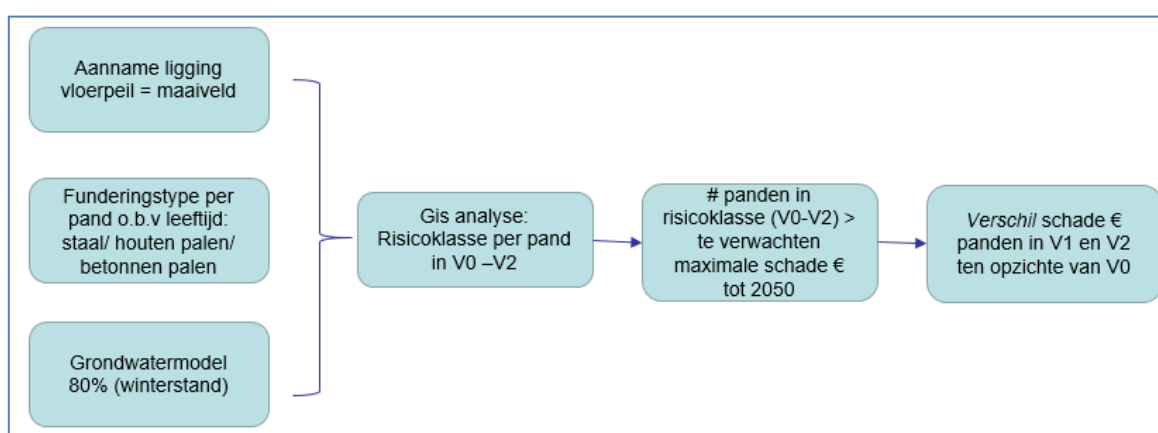 Aanname ligging
vloerpeil = maaiveld
Funderingstype per
pand o.b.v leeftijd:
staal/ houten palen/
betonnen palen
Grondwatermodel
80% (winterstand)
Gis analyse:
Risicoklasse per pand
in V0 –V2
# panden in
risicoklasse (V0-V2) >
te verwachten
maximale schade €
tot 2050
Verschil schade €
panden in V1 en V2
ten opzichte van V0